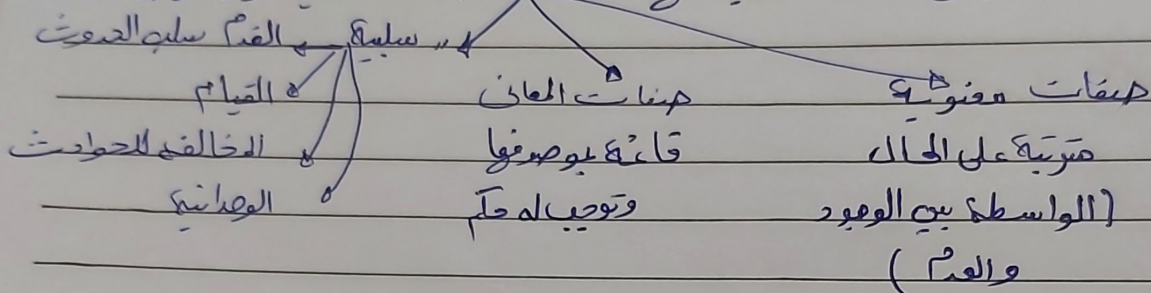 سلبية القدم سلب الحدوث
صفات معنوية صفات المعاني القيام
مترتبة على الحال قائمة بموصوفها المخالفة للحوادث
(الواسطة بين الوجود وتوجب له حكم الوحدانية
والعدم)